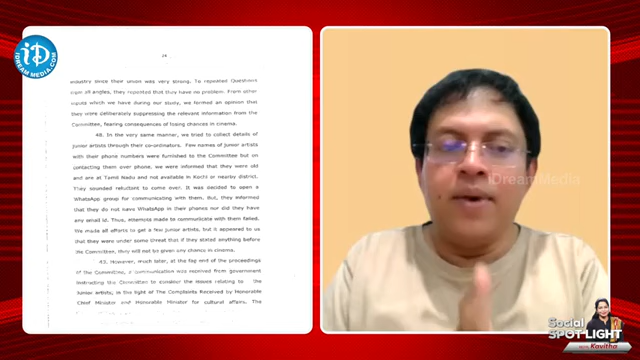 iD
iDREAM MEDIA.COM
24
industry since their union was very strong. To repeated Questions
from all angles, they repeated that they have no problem. From other
inputs which we have during our study, we formed an opinion that
they were deliberately suppressing the relevant information from the
Committee, fearing consequences of losing chances in cinema.
48. In the very same manner, we tried to collect details of
junior artists through their co-ordinators. Few names of junior artists
with their phone numbers were furnished to the Committee but on
contacting them over phone, we were informed that they were old
and are at Tamil Nadu and not available in Kochi or nearby district.
They sounded reluctant to come over. It was decided to open a
WhatsApp group for communicating with them. But, they informed
that they do not have WhatsApp in their phones nor did they have
any email id. Thus, attempts made to communicate with them failed.
We made all efforts to get a few junior artists, but it appeared to us
that they were under some threat that if they stated anything before
the Committee, they will not be given any chance in cinema.
However, much later, at the fag end of the proceedings
of the Committee, a communication was received from government
instructing the Committee to consider the issues relating to the
Junior artists, in the light of The Complaints Received by Honorable
Chief Minister and Honorable Minister for cultural affairs. The
iDreamMedia
Social
SPOTLIGHT
WITH Kavitha